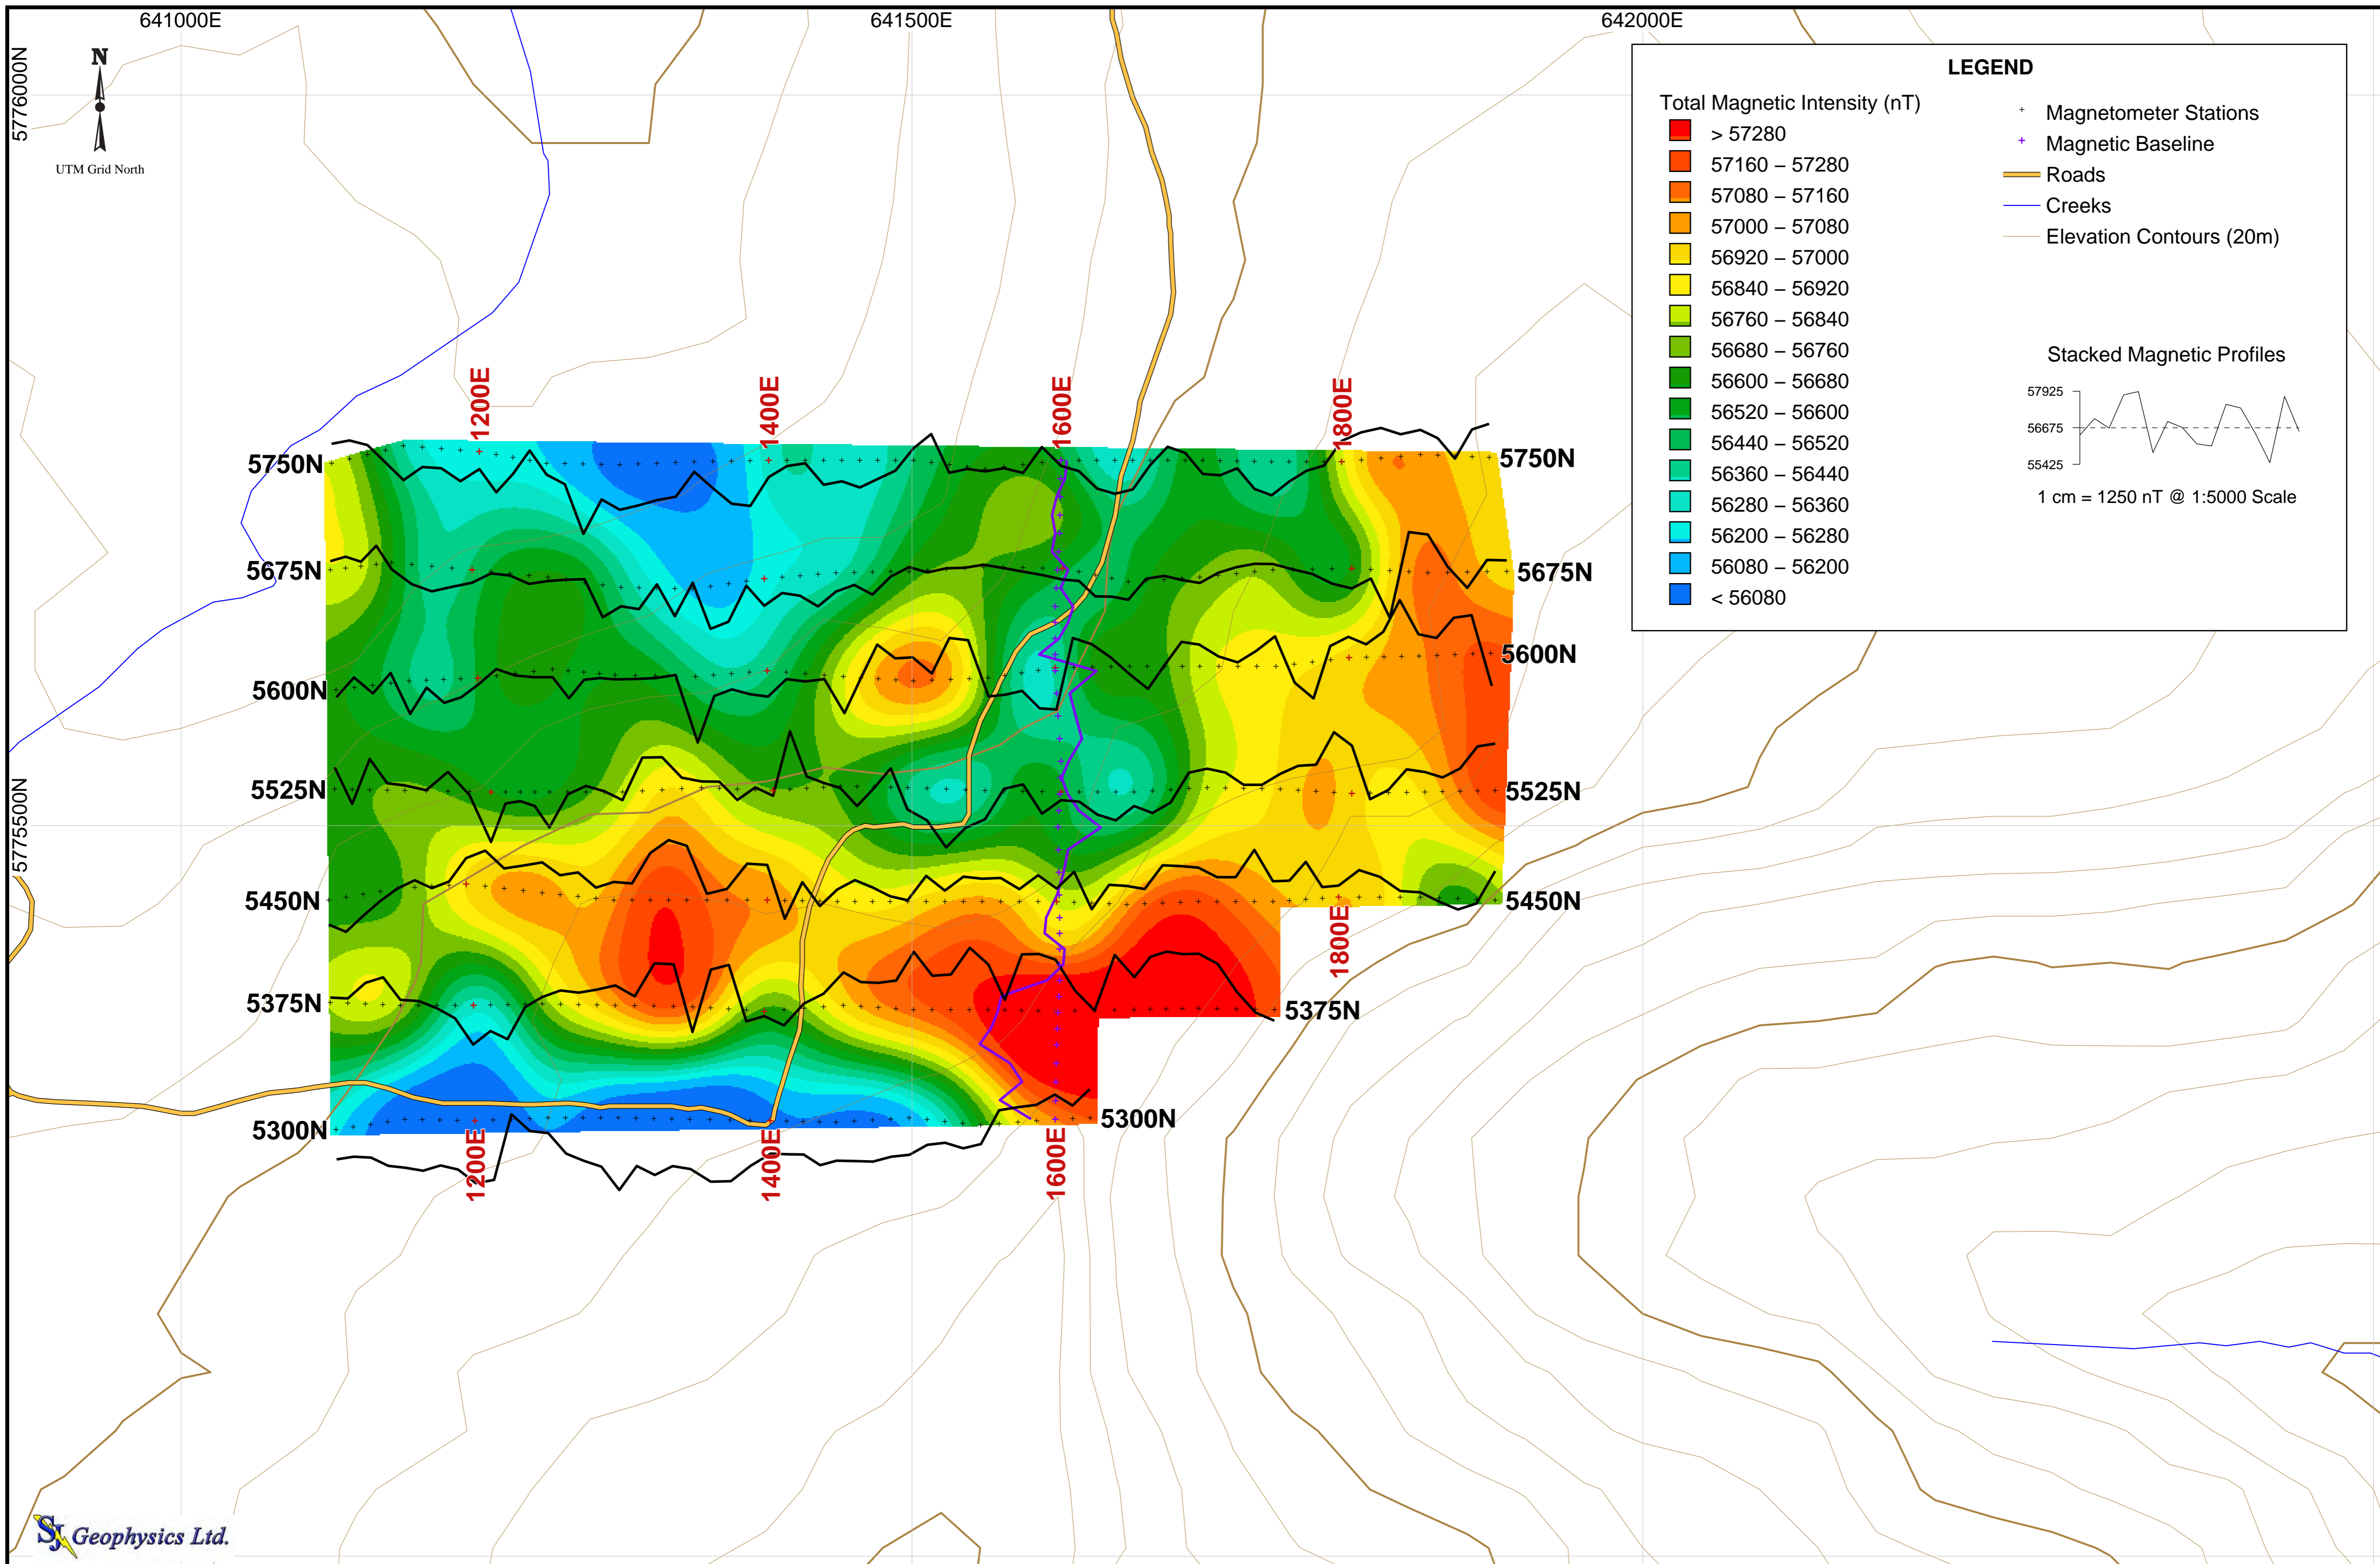 641000E
641500E
642000E
5776000N
5775500N
N
UTM Grid North
LEGEND
Total Magnetic Intensity (nT)
> 57280
57160 – 57280
57080 – 57160
57000 – 57080
56920 – 57000
56840 – 56920
56760 – 56840
56680 – 56760
56600 – 56680
56520 – 56600
56440 – 56520
56360 – 56440
56280 – 56360
56200 – 56280
56080 – 56200
< 56080
Magnetometer Stations
Magnetic Baseline
Roads
Creeks
Elevation Contours (20m)
Stacked Magnetic Profiles
57925
56675
55425
1 cm = 1250 nT @ 1:5000 Scale
1200E
1400E
1600E
1800E
5750N
5750N
5675N
5675N
5600N
5600N
5525N
5525N
5450N
5450N
1800E
5375N
5375N
5300N
5300N
1200E
1400E
1600E
SJ Geophysics Ltd.